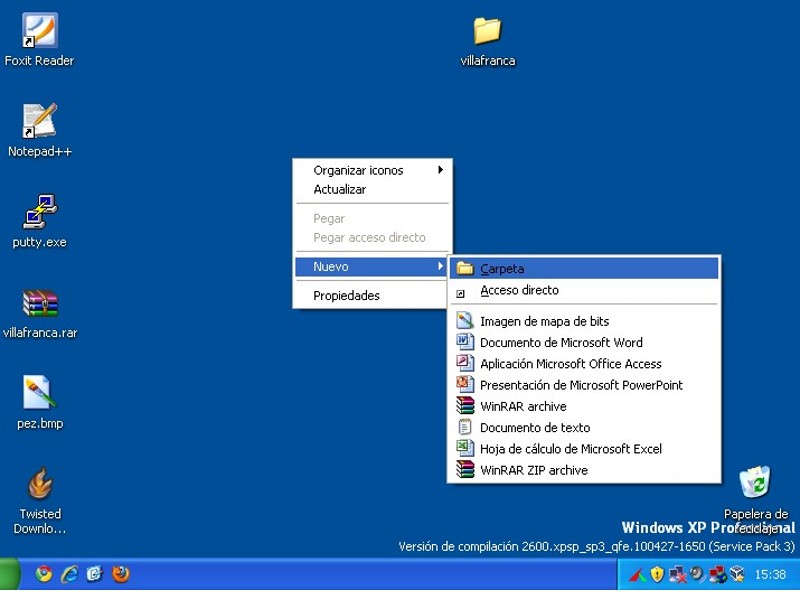 Foxit Reader
villafranca
Notepad++
putty.exe
villafranca.rar
pez.bmp
Twisted
Downlo...
Organizar iconos
Actualizar
Pegar
Pegar acceso directo
Nuevo
Propiedades
Carpeta
Acceso directo
Imagen de mapa de bits
Documento de Microsoft Word
Aplicación Microsoft Office Access
Presentación de Microsoft PowerPoint
WinRAR archive
Documento de texto
Hoja de cálculo de Microsoft Excel
WinRAR ZIP archive
Papelera de
reciclaje
Windows XP Professional
Versión de compilación 2600.xpsp_sp3_qfe.100427-1650 (Service Pack 3)
15:38